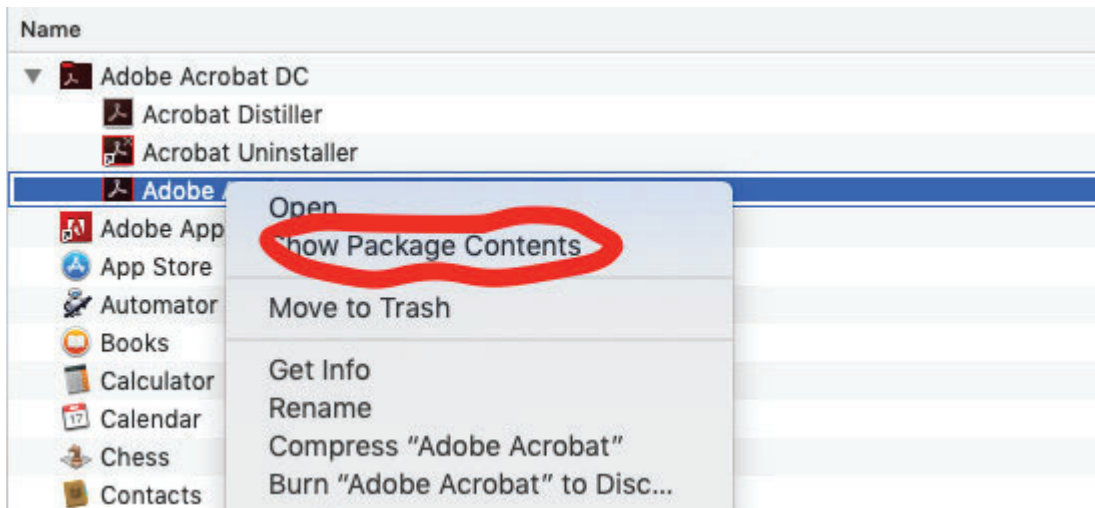 Name
Adobe Acrobat DC
Acrobat Distiller
Acrobat Uninstaller
Adobe
Adobe App
App Store
Automator
Books
Calculator
Calendar
17
Chess
Contacts
Open
Show Package Contents
Move to Trash
Get Info
Rename
Compress “Adobe Acrobat”
Burn “Adobe Acrobat” to Disc...